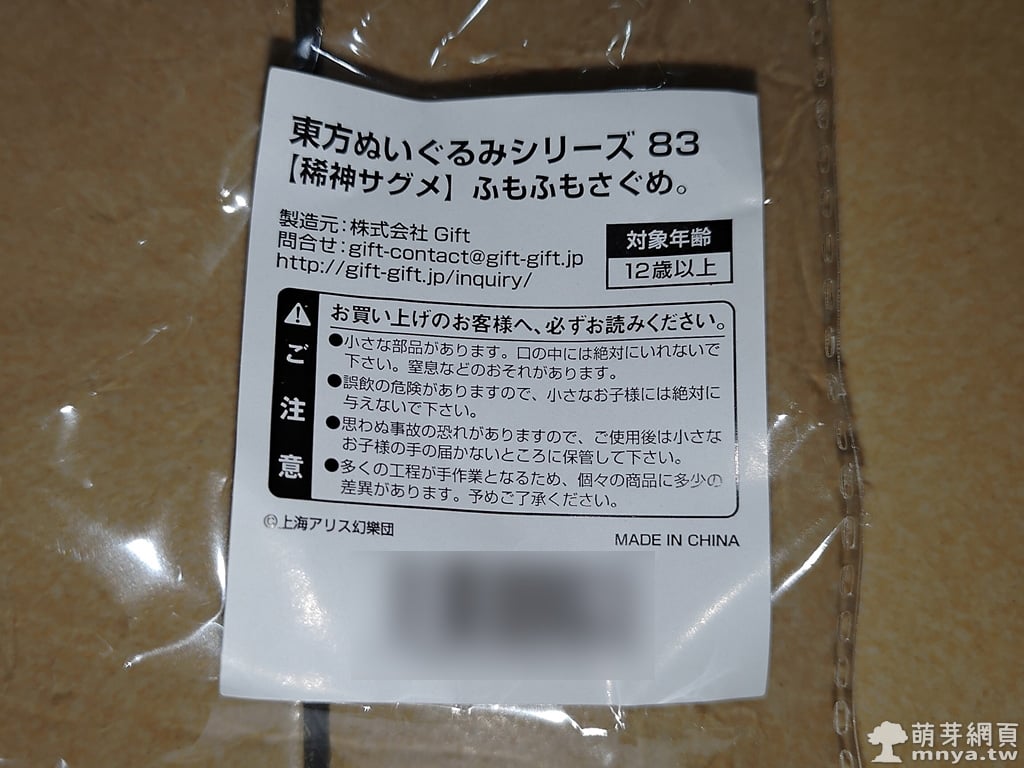 東方ぬいぐるみシリーズ 83
【稀神サグメ】ふもふもさぐめ。
製造元:株式会社 Gift
問合せ:gift-contact@gift-gift.jp
http://gift-gift.jp/inquiry/
対象年齢
12歳以上
⚠ご注意
お買い上げのお客様へ、必ずお読みください。
●小さな部品があります。口の中には絶対にいれないで
下さい。窒息などのおそれがあります。
●誤飲の危険がありますので、小さなお子様には絶対に
与えないで下さい。
●思わぬ事故の恐れがありますので、ご使用後は小さな
お子様の手の届かないところに保管して下さい。
●多くの工程が手作業となるため、個々の商品に多少の
差異があります。予めご了承ください。
©上海アリス幻樂団
MADE IN CHINA
萌芽網頁
mnya.tw